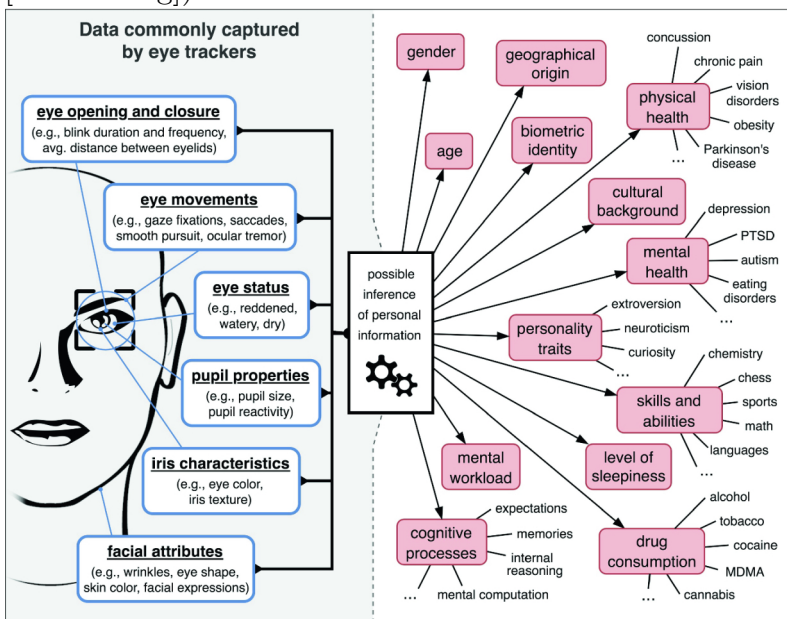 Data commonly captured
by eye trackers
eye opening and closure
(e.g., blink duration and frequency,
avg. distance between eyelids)
eye movements
(e.g., gaze fixations, saccades,
smooth pursuit, ocular tremor)
eye status
(e.g., reddened,
watery, dry)
pupil properties
(e.g., pupil size,
pupil reactivity)
iris characteristics
(e.g., eye color,
iris texture)
facial attributes
(e.g., wrinkles, eye shape,
skin color, facial expressions)
possible
inference
of personal
information
gender
age
geographical
origin
biometric
identity
physical
health
concussion
chronic pain
vision
disorders
obesity
Parkinson's
disease
...
cultural
background
mental
health
depression
PTSD
autism
eating
disorders
...
personality
traits
extroversion
neuroticism
curiosity
...
skills and
abilities
chemistry
chess
sports
math
languages
...
mental
workload
level of
sleepiness
cognitive
processes
expectations
memories
internal
reasoning
mental computation
...
drug
consumption
alcohol
tobacco
cocaine
MDMA
cannabis
...